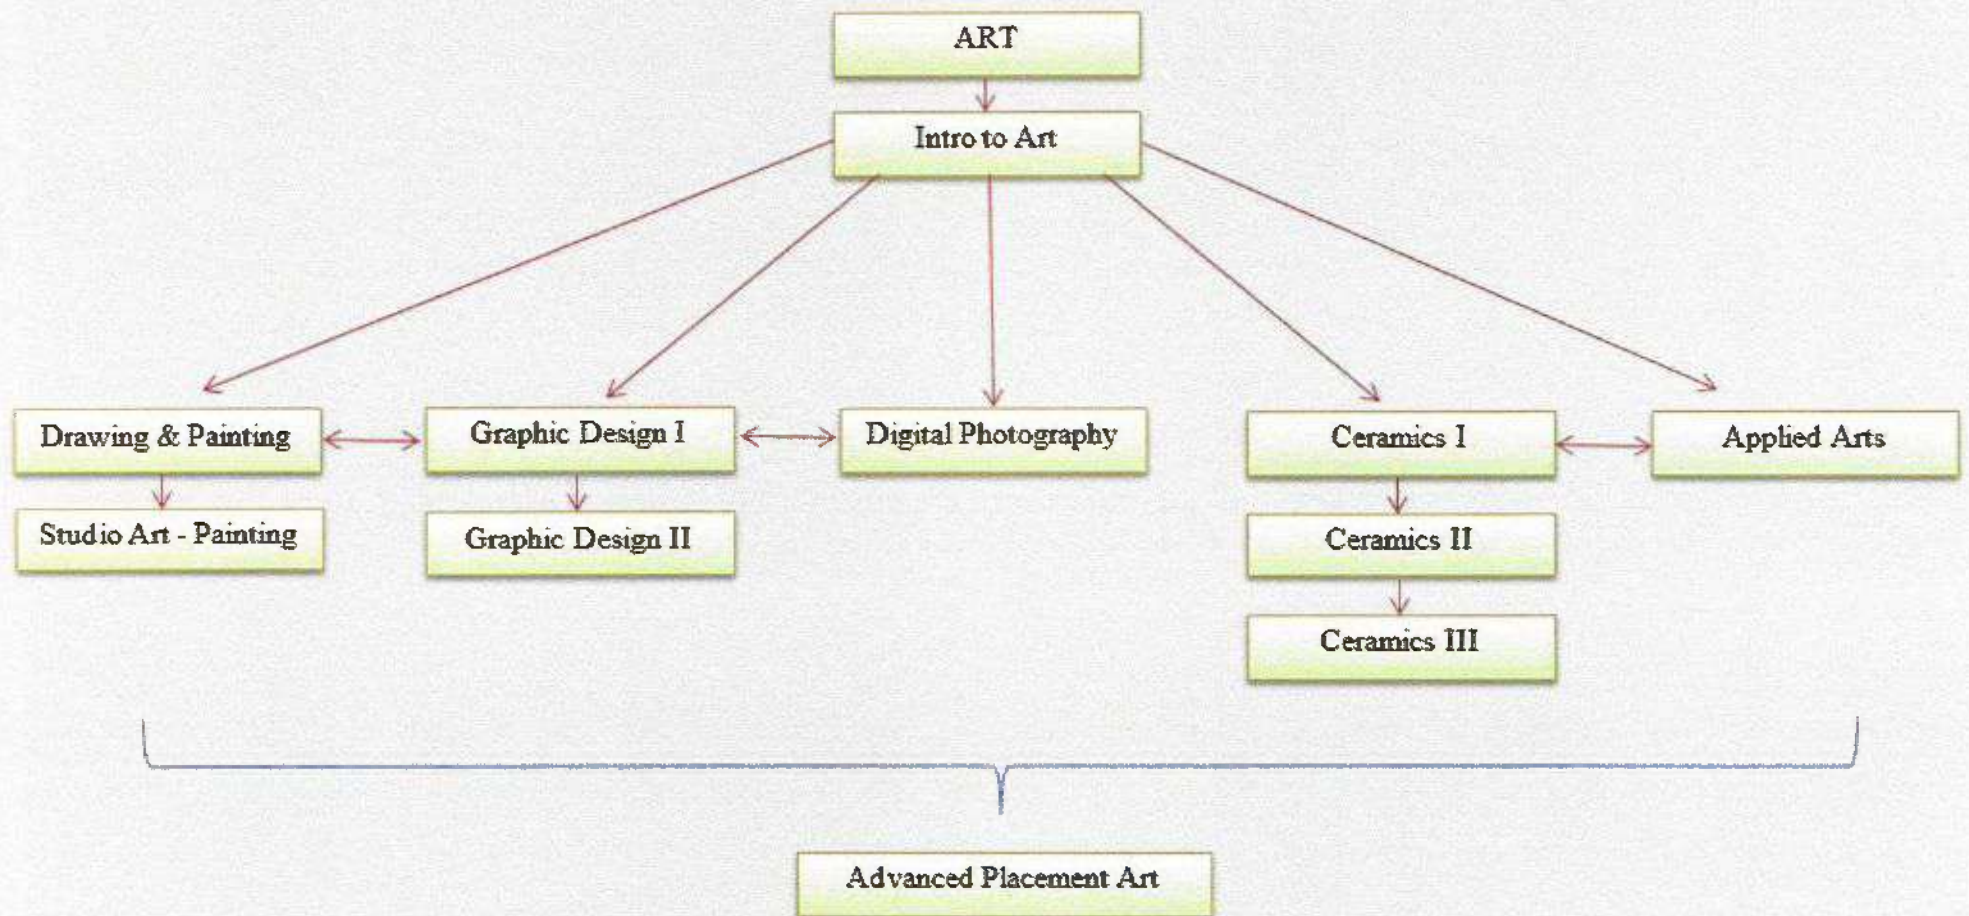 ART
Intro to Art
Drawing & Painting
Graphic Design I
Digital Photography
Ceramics I
Applied Arts
Studio Art - Painting
Graphic Design II
Ceramics II
Ceramics III
Advanced Placement Art